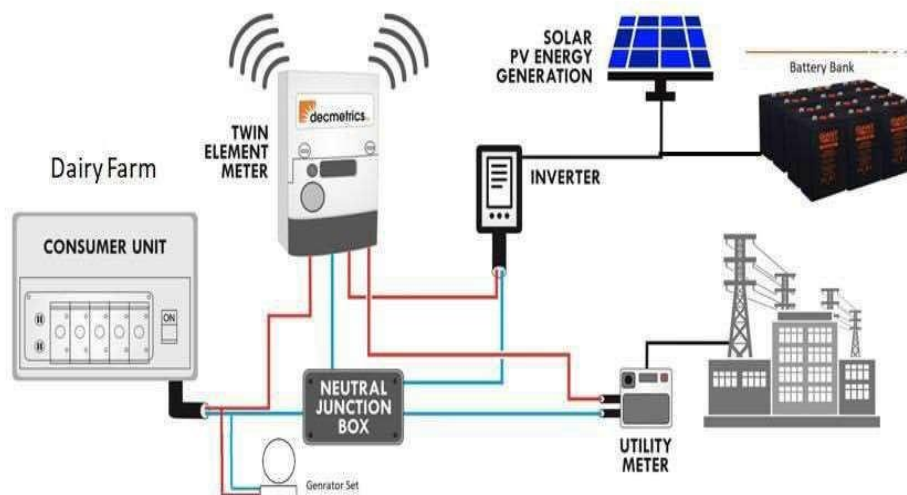 SOLAR
PV ENERGY
GENERATION
Battery Bank
decmetrics
TWIN
ELEMENT
METER
INVERTER
Dairy Farm
CONSUMER UNIT
ON
NEUTRAL
JUNCTION
BOX
UTILITY
METER
Genrator Set